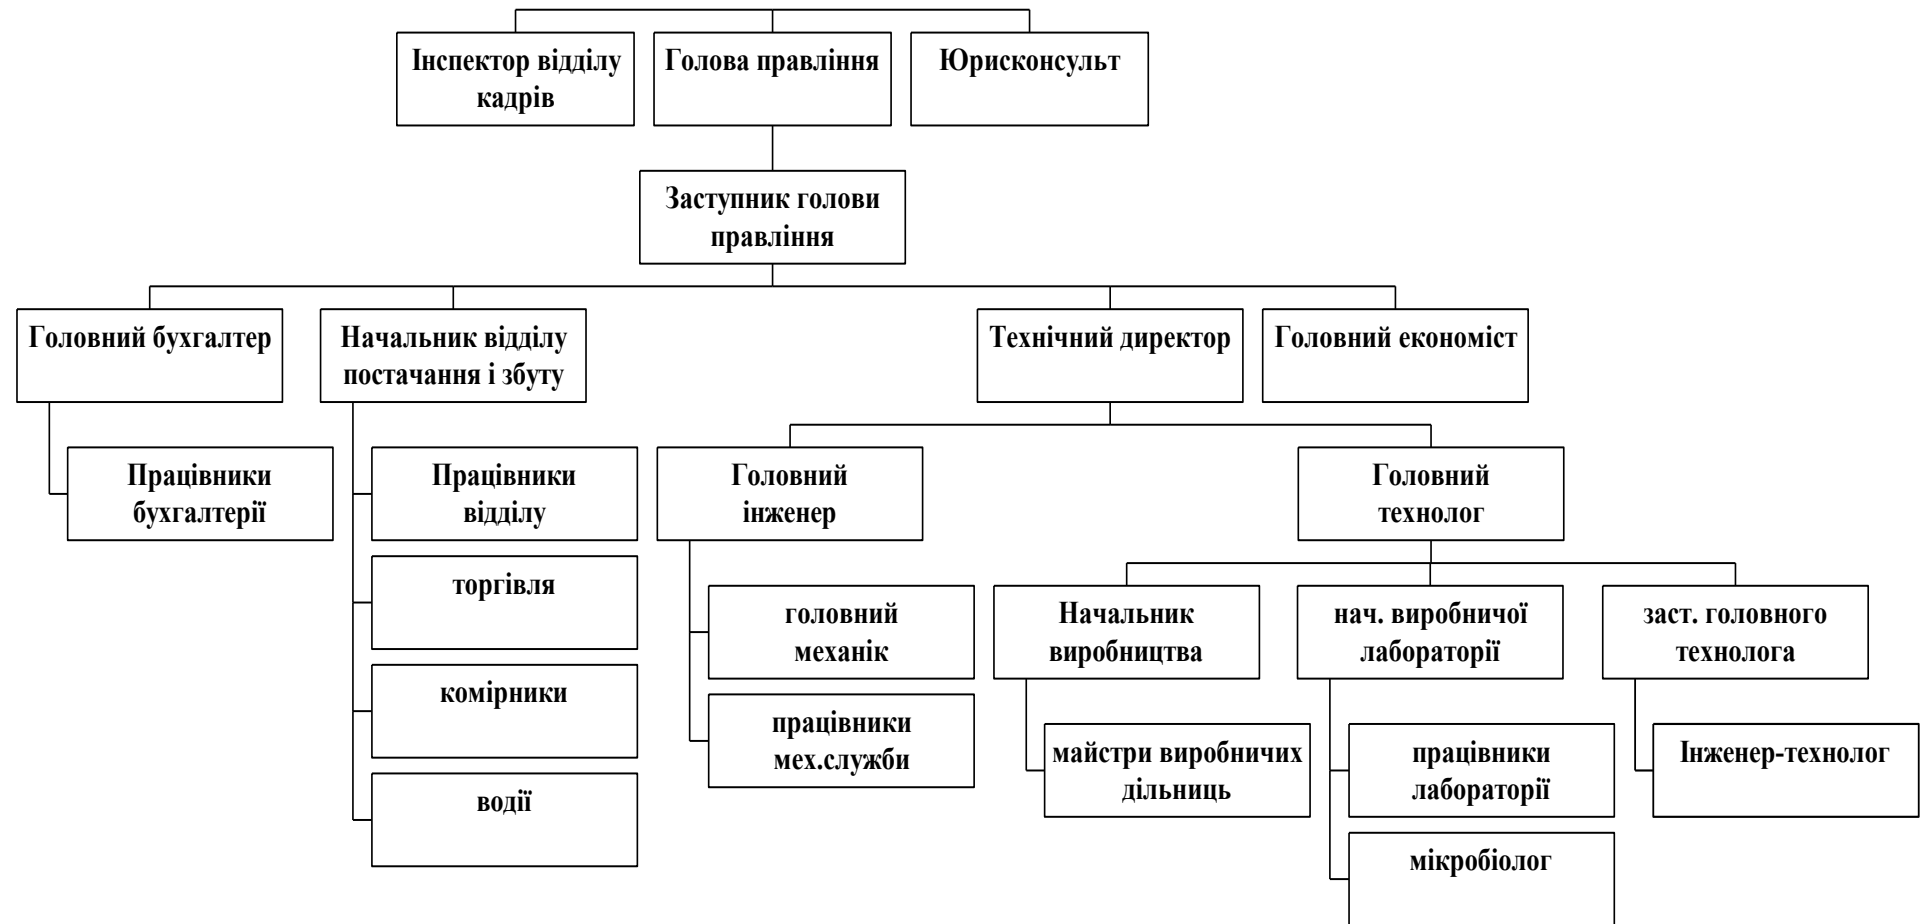 Інспектор відділу
кадрів
Голова правління
Юрисконсульт
Заступник голови
правління
Головний бухгалтер
Начальник відділу
постачання і збуту
Технічний директор
Головний економіст
Працівники
бухгалтерії
Працівники
відділу
торгівля
комірники
водії
Головний
інженер
головний
механік
працівники
мех.служби
Головний
технолог
Начальник
виробництва
майстри виробничих
дільниць
нач. виробничої
лабораторії
працівники
лабораторії
мікробіолог
заст. головного
технолога
Інженер-технолог